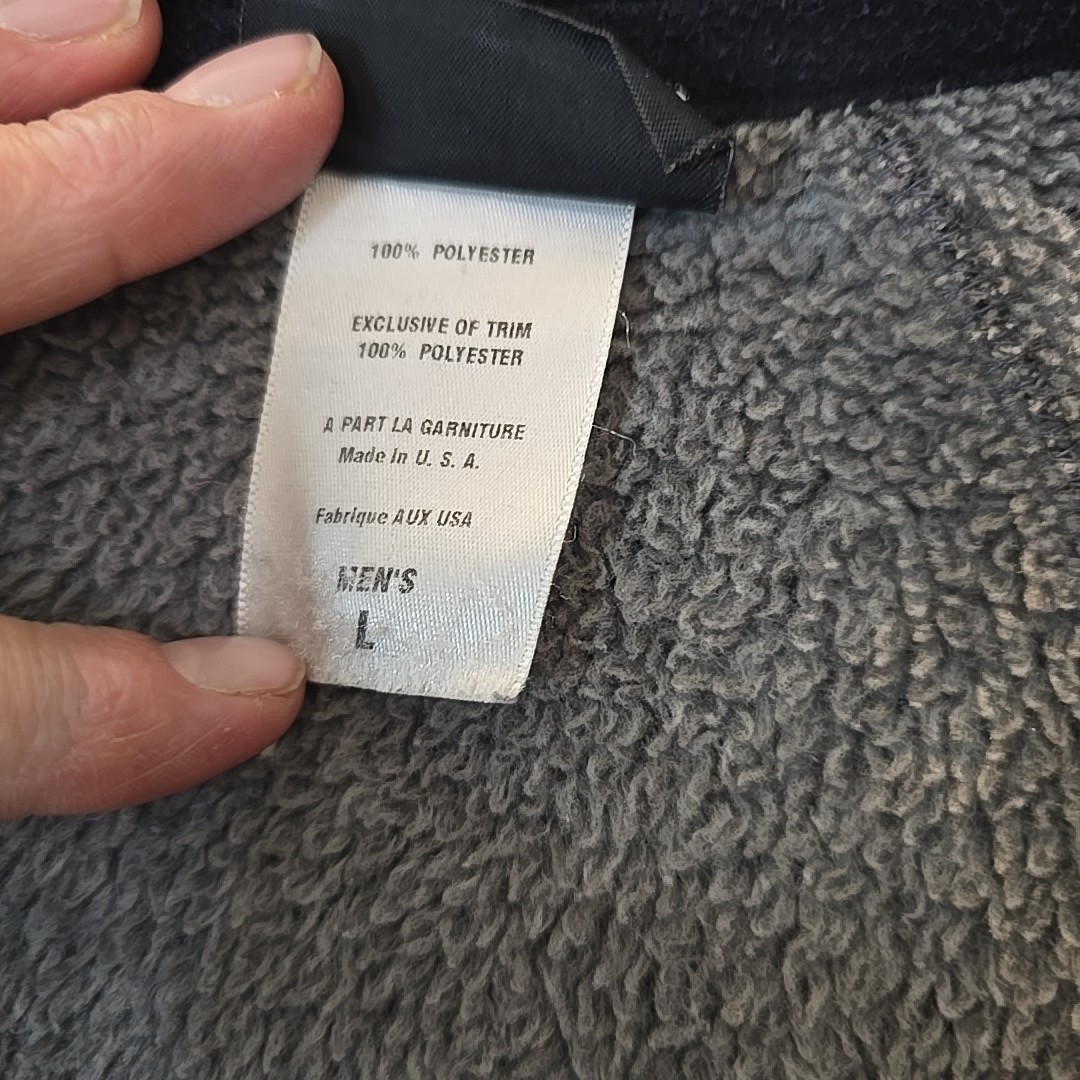 100% POLYESTER
EXCLUSIVE OF TRIM
100% POLYESTER
A PART LA GARNITURE
Made in U. S. A.
Fabrique AUX USA
MEN'S
L